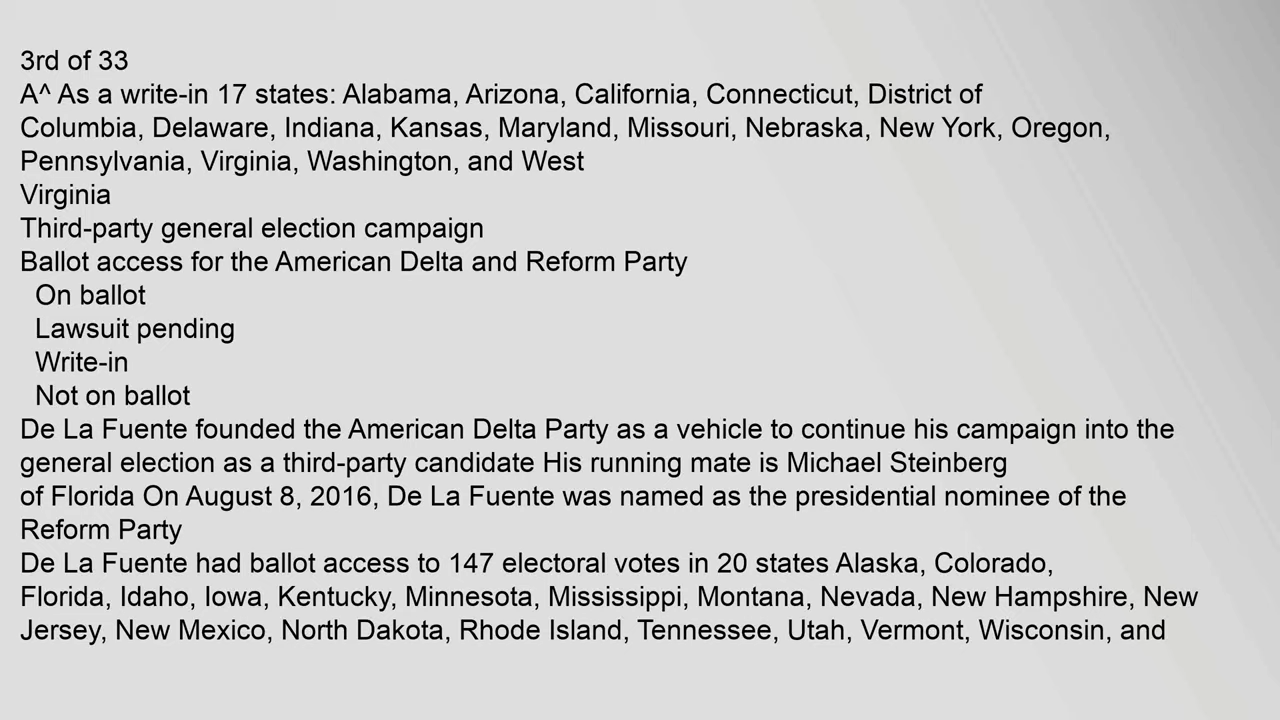 3rd of 33
A^ As a write-in 17 states: Alabama, Arizona, California, Connecticut, District of
Columbia, Delaware, Indiana, Kansas, Maryland, Missouri, Nebraska, New York, Oregon,
Pennsylvania, Virginia, Washington, and West
Virginia
Third-party general election campaign
Ballot access for the American Delta and Reform Party
On ballot
Lawsuit pending
Write-in
Not on ballot
De La Fuente founded the American Delta Party as a vehicle to continue his campaign into the
general election as a third-party candidate His running mate is Michael Steinberg
of Florida On August 8, 2016, De La Fuente was named as the presidential nominee of the
Reform Party
De La Fuente had ballot access to 147 electoral votes in 20 states Alaska, Colorado,
Florida, Idaho, Iowa, Kentucky, Minnesota, Mississippi, Montana, Nevada, New Hampshire, New
Jersey, New Mexico, North Dakota, Rhode Island, Tennessee, Utah, Vermont, Wisconsin, and